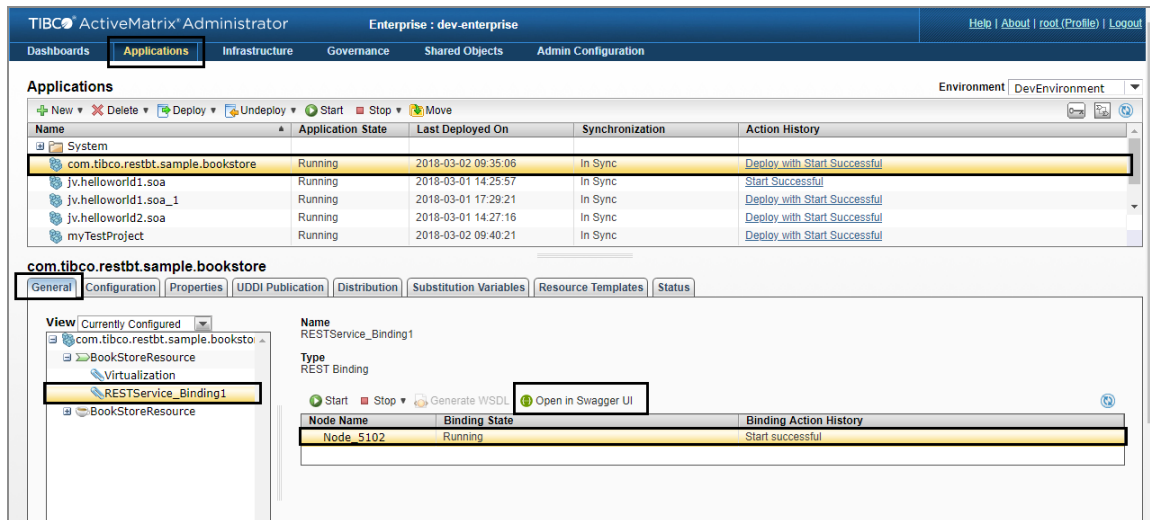 TIBCO® ActiveMatrix® Administrator Enterprise : dev-enterprise Help | About | root (Profile) | Logout
Dashboards Applications Infrastructure Governance Shared Objects Admin Configuration
Applications Environment DevEnvironment
New Delete Deploy Undeploy Start Stop Move
Name Application State Last Deployed On Synchronization Action History
System
com.tibco.restbt.sample.bookstore Running 2018-03-02 09:35:06 In Sync Deploy with Start Successful
jv.helloworld1.soa Running 2018-03-01 14:25:57 In Sync Start Successful
jv.helloworld1.soa_1 Running 2018-03-01 17:29:21 In Sync Deploy with Start Successful
jv.helloworld2.soa Running 2018-03-01 14:27:16 In Sync Deploy with Start Successful
myTestProject Running 2018-03-02 09:40:21 In Sync Deploy with Start Successful
com.tibco.restbt.sample.bookstore
General Configuration Properties UDDI Publication Distribution Substitution Variables Resource Templates Status
View Currently Configured
com.tibco.restbt.sample.booksto
BookStoreResource
Virtualization
RESTService_Binding1
BookStoreResource
Name
RESTService_Binding1
Type
REST Binding
Start Stop Generate WSDL Open in Swagger UI
Node Name Binding State Binding Action History
Node_5102 Running Start successful